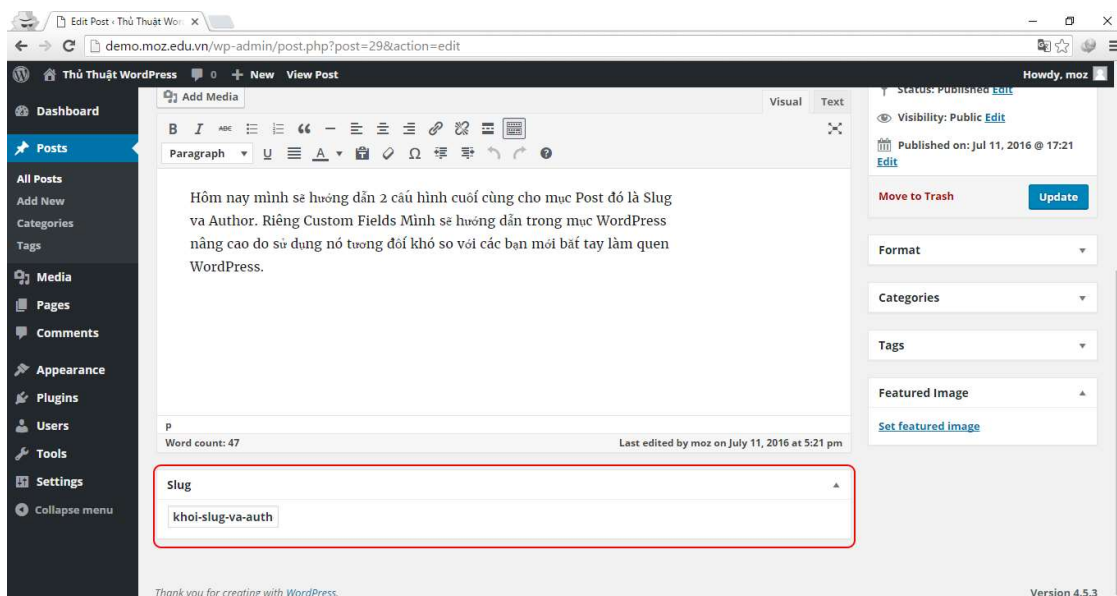 Edit Post ‹ Thủ Thuật Wor
demo.moz.edu.vn/wp-admin/post.php?post=29&action=edit
Thủ Thuật WordPress 0 + New View Post Howdy, moz
Dashboard
Posts
All Posts
Add New
Categories
Tags
Media
Pages
Comments
Appearance
Plugins
Users
Tools
Settings
Collapse menu
Add Media
Visual Text
B I ABC
Paragraph U A Ω
Hôm nay mình sẽ hướng dẫn 2 cấu hình cuối cùng cho mục Post đó là Slug
va Author. Riêng Custom Fields Mình sẽ hướng dẫn trong mục WordPress
nâng cao do sử dụng nó tương đối khó so với các bạn mới bắt tay làm quen
WordPress.
P
Word count: 47 Last edited by moz on July 11, 2016 at 5:21 pm
Slug
khoi-slug-va-auth
Status: Published Edit
Visibility: Public Edit
Published on: Jul 11, 2016 @ 17:21
Edit
Move to Trash Update
Format
Categories
Tags
Featured Image
Set featured image
Thank you for creating with WordPress. Version 4.5.3